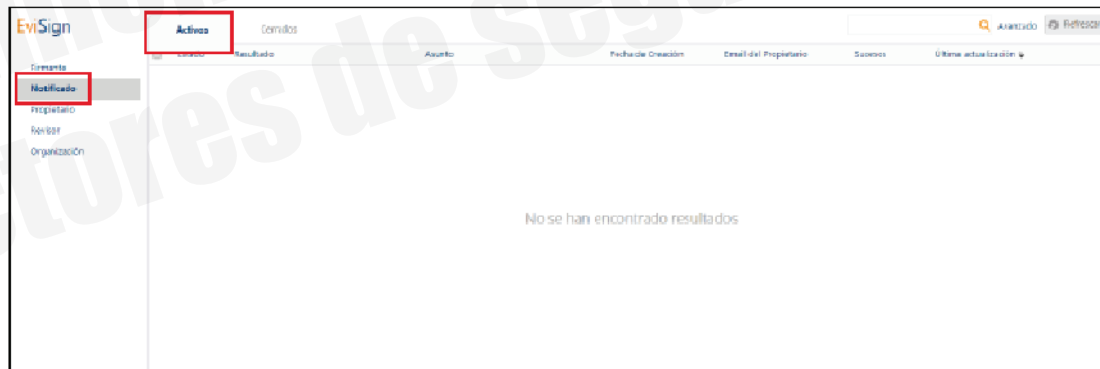 EviSign
Activos
Cerrados
Avanzado
Refrescar
Estado
Resultado
Asunto
Fecha de Creación
Email del Propietario
Sucesos
Última actualización
Firmante
Notificado
Propietario
Revisor
Organización
No se han encontrado resultados